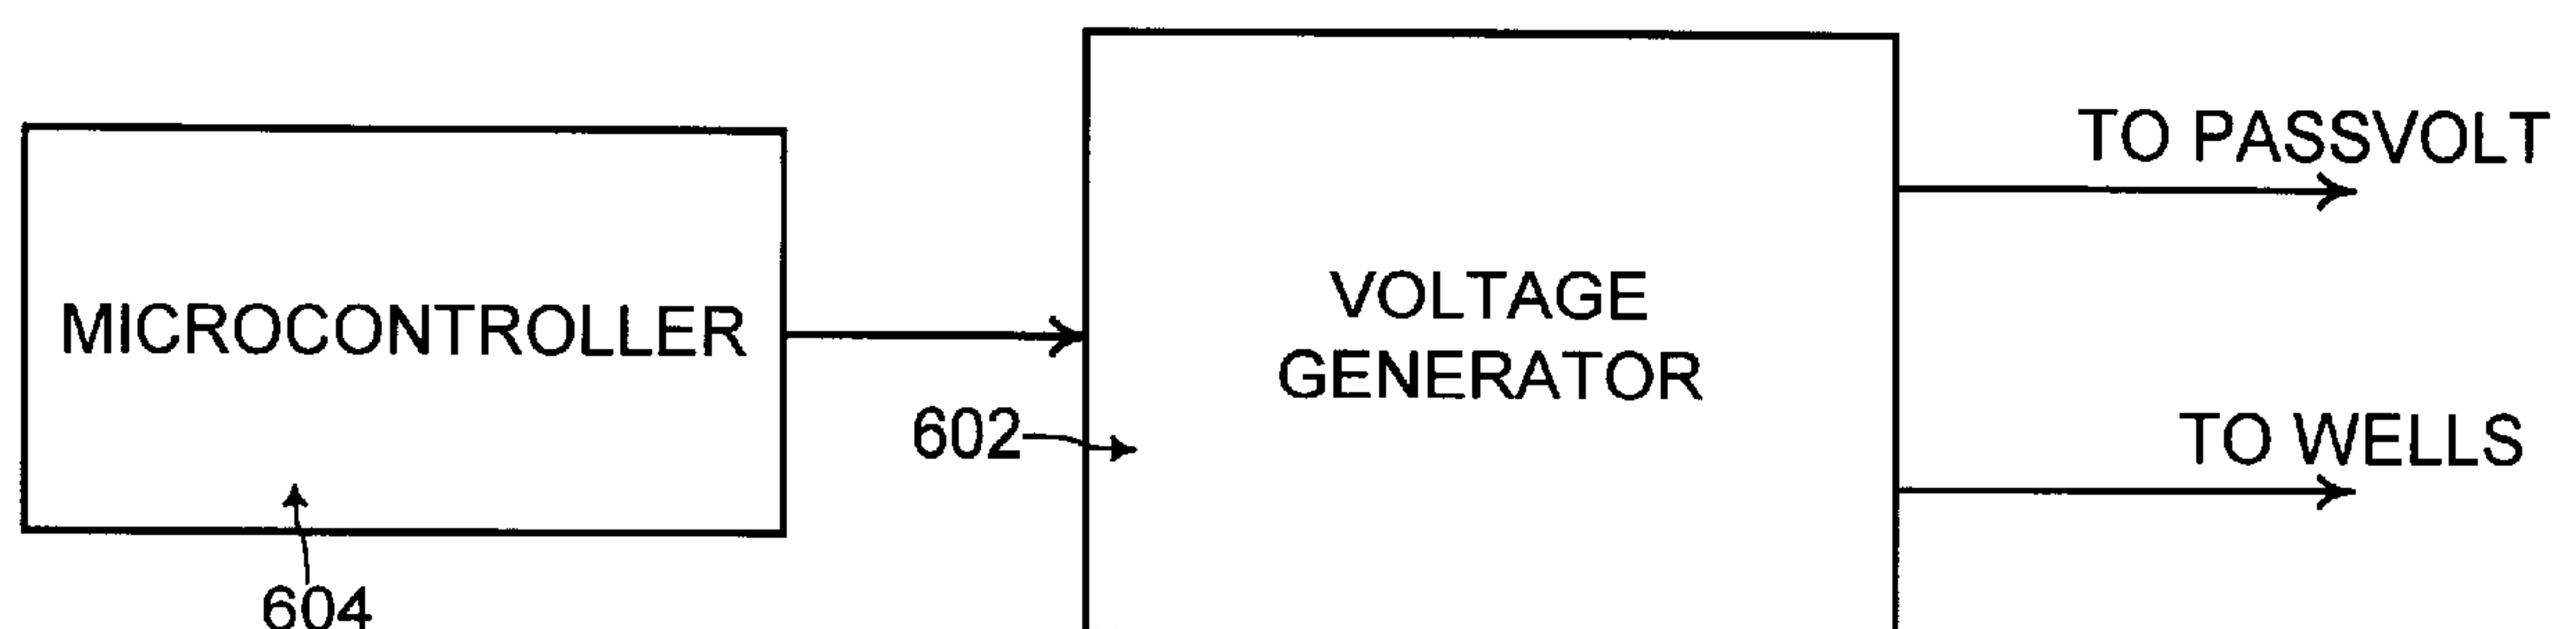 TO PASSVOLT
MICROCONTROLLER
VOLTAGE
GENERATOR
602
TO WELLS
604